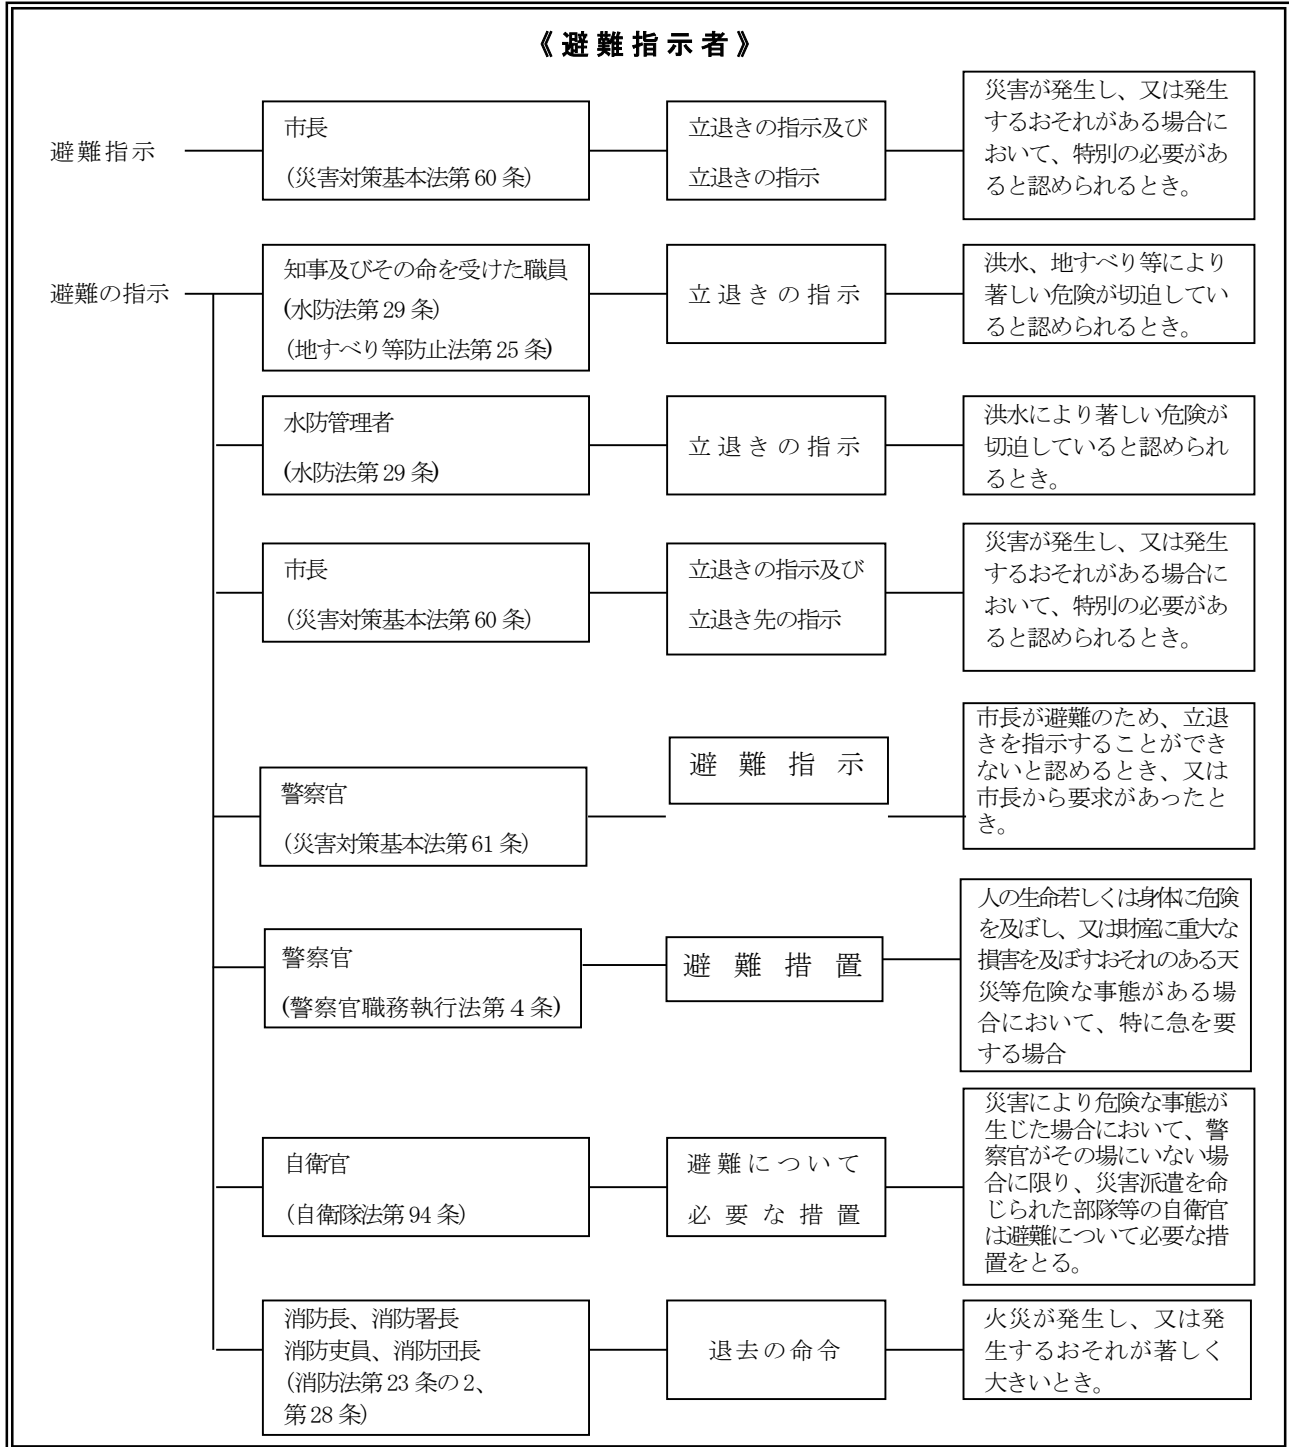 《避難指示者》
避難指示
市長
（災害対策基本法第60条）
立退きの指示及び
立退きの指示
災害が発生し、又は発生
するおそれがある場合に
おいて、特別の必要があ
ると認められるとき。
避難の指示
知事及びその命を受けた職員
(水防法第29条)
（地すべり等防止法第25条)
立退きの指示
洪水、地すべり等により
著しい危険が切迫してい
ると認められるとき。
水防管理者
(水防法第29条)
立退きの指示
洪水により著しい危険が
切迫していると認められ
るとき。
市長
（災害対策基本法第60条）
立退きの指示及び
立退き先の指示
災害が発生し、又は発生
するおそれがある場合に
おいて、特別の必要があ
ると認められるとき。
警察官
（災害対策基本法第61条）
避難指示
市長が避難のため、立退
きを指示することができ
ないと認めるとき、又は
市長から要求があったと
き。
警察官
(警察官職務執行法第4条)
避難措置
人の生命若しくは身体に危険
を及ぼし、又は財産に重大な
損害を及ぼすおそれのある天
災等危険な事態がある場
合において、特に急を要
する場合
自衛官
（自衛隊法第94条）
避難について
必要な措置
災害により危険な事態が
生じた場合において、警
察官がその場にいない場
合に限り、災害派遣を命
じられた部隊等の自衛官
は避難について必要な措
置をとる。
消防長、消防署長
消防吏員、消防団長
（消防法第23条の2、
第28条）
退去の命令
火災が発生し、又は発
生するおそれが著しく
大きいとき。